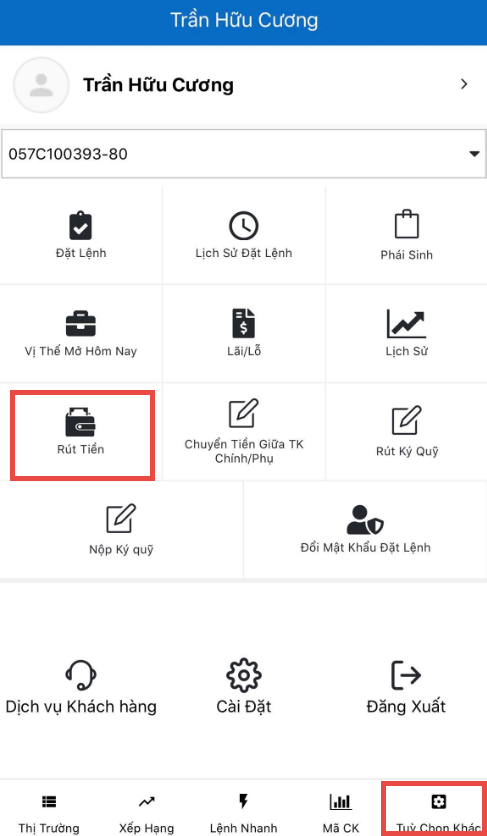 Trần Hữu Cương
Trần Hữu Cương
057C100393-80
Đặt Lệnh
Lịch Sử Đặt Lệnh
Phái Sinh
Vị Thế Mở Hôm Nay
Lãi/Lỗ
Lịch Sử
Rút Tiền
Chuyển Tiền Giữa TK
Chính/Phụ
Rút Ký Quỹ
Nộp Ký quỹ
Đổi Mật Khẩu Đặt Lệnh
Dịch vụ Khách hàng
Cài Đặt
Đăng Xuất
Thị Trường
Xếp Hạng
Lệnh Nhanh
Mã CK
Tuỳ Chọn Khác